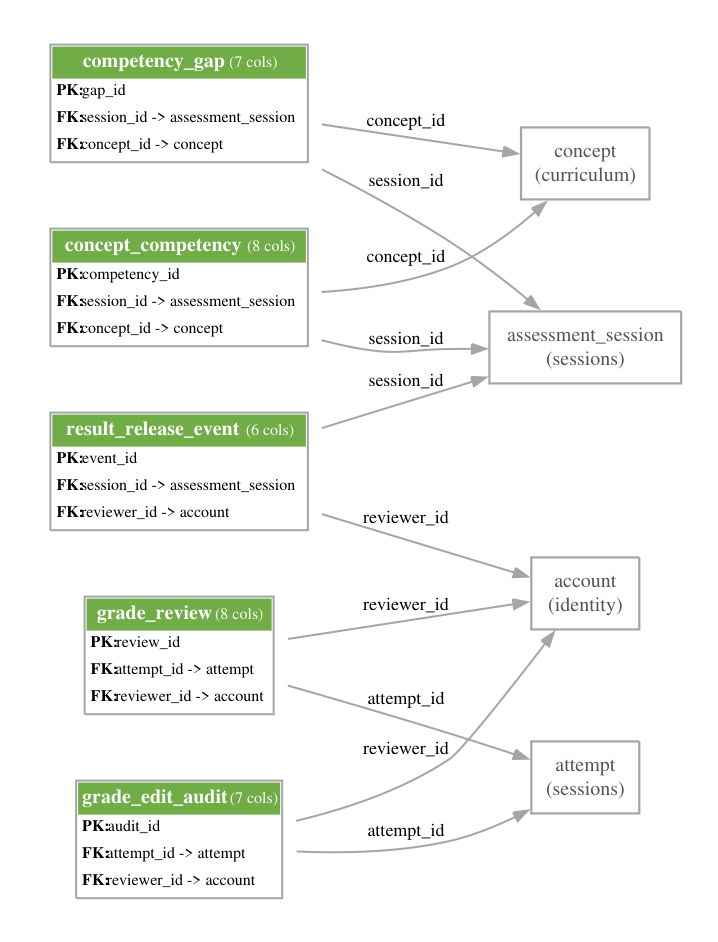 competency_gap (7 cols)
PK:gap_id
FK:session_id -> assessment_session
FK:concept_id -> concept
concept_id
session_id
concept
(curriculum)
concept_competency (8 cols)
PK:competency_id
FK:session_id -> assessment_session
FK:concept_id -> concept
concept_id
session_id
session_id
assessment_session
(sessions)
result_release_event (6 cols)
PK:event_id
FK:session_id -> assessment_session
FK:reviewer_id -> account
reviewer_id
reviewer_id
account
(identity)
grade_review (8 cols)
PK:review_id
FK:attempt_id -> attempt
FK:reviewer_id -> account
attempt_id
reviewer_id
attempt
(sessions)
grade_edit_audit (7 cols)
PK:audit_id
FK:attempt_id -> attempt
FK:reviewer_id -> account
attempt_id